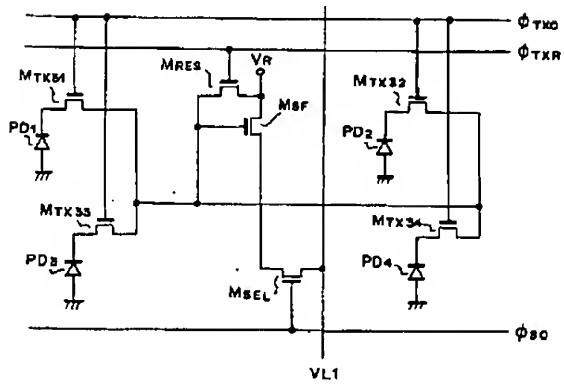 ΦTXO
ΦTXR
MTX31
MRES
VR
MTX32
MSF
PD1
PD2
MTX33
MTX34
PD3
PD4
MSEL
ΦSO
VL1